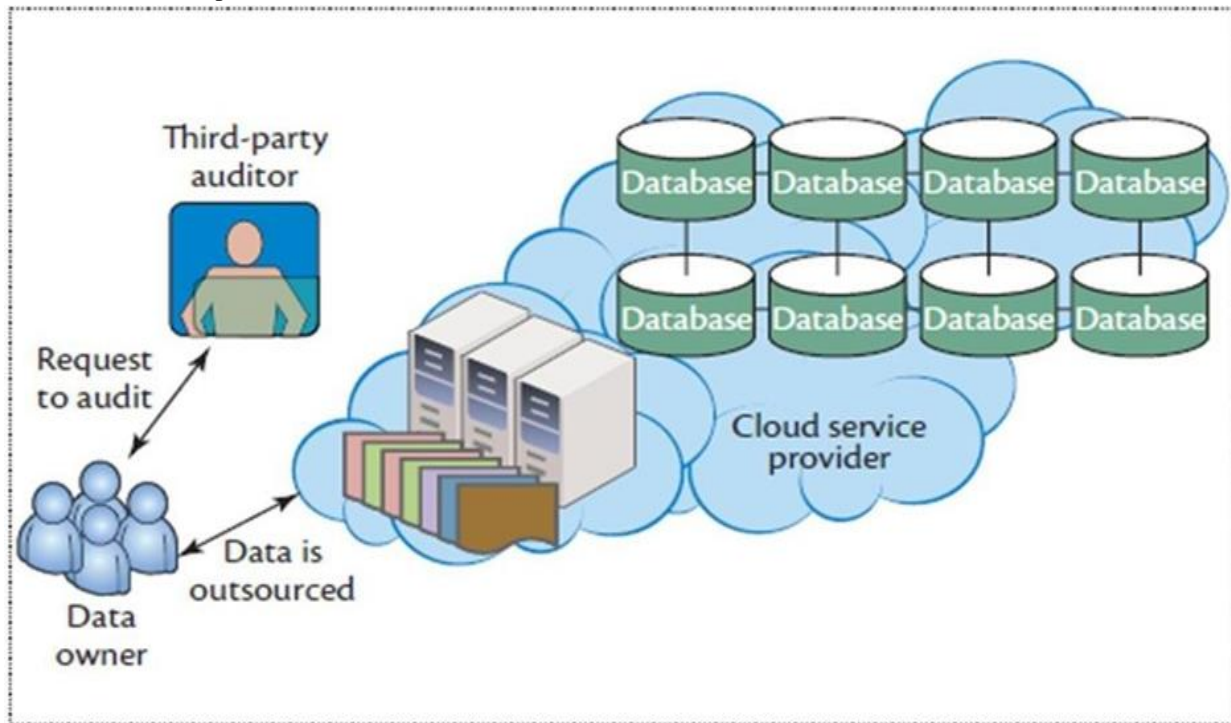 Third-party
auditor
Database Database Database Database
Database Database Database Database
Request
to audit
Cloud service
provider
Data is
outsourced
Data
owner